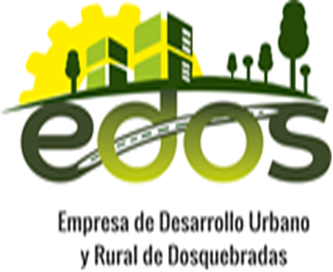 edos
Empresa de Desarrollo Urbano
y Rural de Dosquebradas